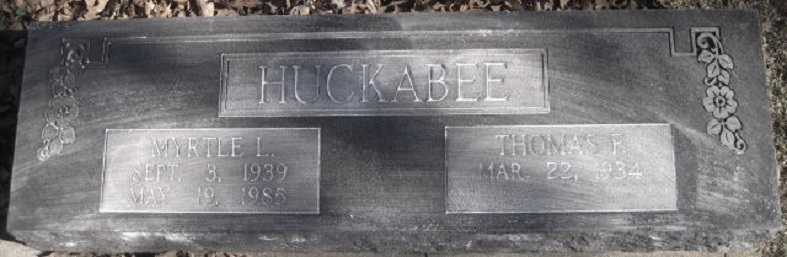 HUCKABEE
MYRTLE L.
SEPT. 3, 1939
MAY 19, 1985
THOMAS F.
MAR. 22, 1934